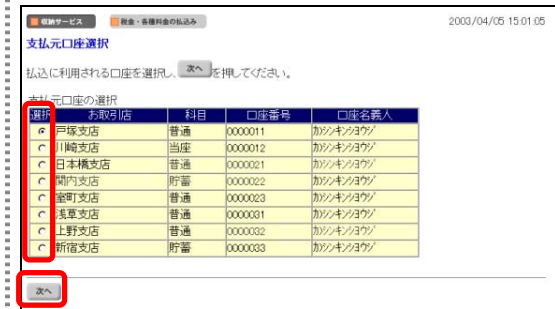 収納サービス 税金・各種料金の払込み 2003/04/05 15:01:05
支払元口座選択
払込に利用される口座を選択し、 次へ を押してください。
支払元口座の選択
選択 お取引店 科目 口座番号 口座名義人
戸塚支店 普通 0000011 カ)シンキンシヨウジ
川崎支店 当座 0000012 カ)シンキンシヨウジ
日本橋支店 普通 0000021 カ)シンキンシヨウジ
関内支店 貯蓄 0000022 カ)シンキンシヨウジ
室町支店 普通 0000023 カ)シンキンシヨウジ
浅草支店 普通 0000031 カ)シンキンシヨウジ
上野支店 普通 0000032 カ)シンキンシヨウジ
新宿支店 貯蓄 0000033 カ)シンキンシヨウジ
次へ